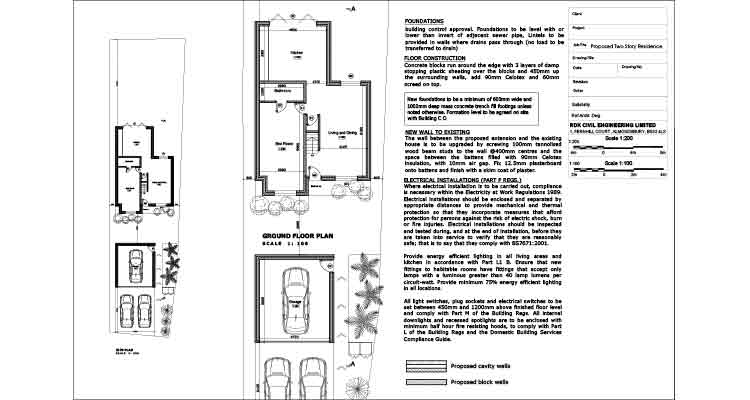 A
Kitchen
Bathroom
Bed Room
Living and Dining
GROUND FLOOR PLAN
SCALE 1:100
Garage
A
SITE PLAN
FOUNDATIONS
building control approval. Foundations to be level with or
lower than invert of adjacent sewer pipe, Lintels to be
provided in walls where drains pass through (no load to be
transferred to drain)
FLOOR CONSTRUCTION
Concrete blocks run around the edge with 3 layers of damp
stopping plastic sheeting over the blocks and 450mm up
the surrounding walls, add 90mm Celotex and 60mm
screed on top.
New foundations to be a minimum of 600mm wide and
1000mm deep mass concrete trench fill footings unless
noted otherwise. Formation level to be agreed on site
with Building C O
NEW WALL TO EXISTING
The wall between the proposed extension and the existing
house is to be upgraded by screwing 100mm tannolised
wood beam studs to the wall @400mm centres and the
space between the battens filled with 90mm Celotex
insulation, with 10mm air gap. Fix 12.5mm plasterboard
onto battens and finish with a skim coat of plaster.
ELECTRICAL INSTALLATIONS (PART P REGS.)
Where electrical installation is to be carried out, compliance
is necessary within the Electricity at Work Regulations 1989.
Electrical installations should be enclosed and separated by
appropriate distances to provide mechanical and thermal
protection so that they incorporate measures that afford
protection for persons against the risk of electric shock, burn
or fire injuries. Electrical installations should be inspected
and tested during, and at the end of installation, before they
are taken into service to verify that they are reasonably
safe; that is to say that they comply with BS7671:2001.
Provide energy efficient lighting in all living areas and
kitchen in accordance with Part L1 B. Ensure that new
fittings to habitable rooms have fittings that except only
lamps with a luminous greater than 40 lamp lumens per
circuit-watt. Provide minimum 75% energy efficient lighting
in all locations.
All light switches, plug sockets and electrical switches to be
set between 450mm and 1200mm above finished floor level
and comply with Part M of the Building Regs. All internal
downlights and recessed spotlights are to be enclosed with
minimum half hour fire resisting hoods, to comply with Part
L of the Building Regs and the Domestic Building Services
Compliance Guide.
Proposed cavity walls
Proposed block walls
Client
Project
Job Title Proposed Two Story Residence
Drawing title
Date Drawing No.
Revision
Notes
Scale 1:200
Scale 1:100